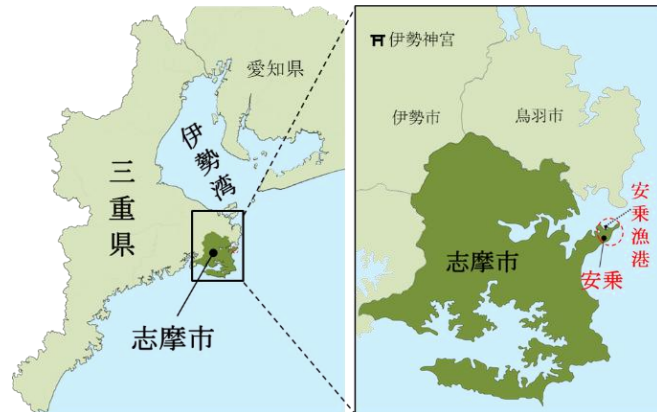 愛知県
伊勢湾
三重県
志摩市
伊勢神宮
伊勢市
鳥羽市
安乗漁港
志摩市
安乗